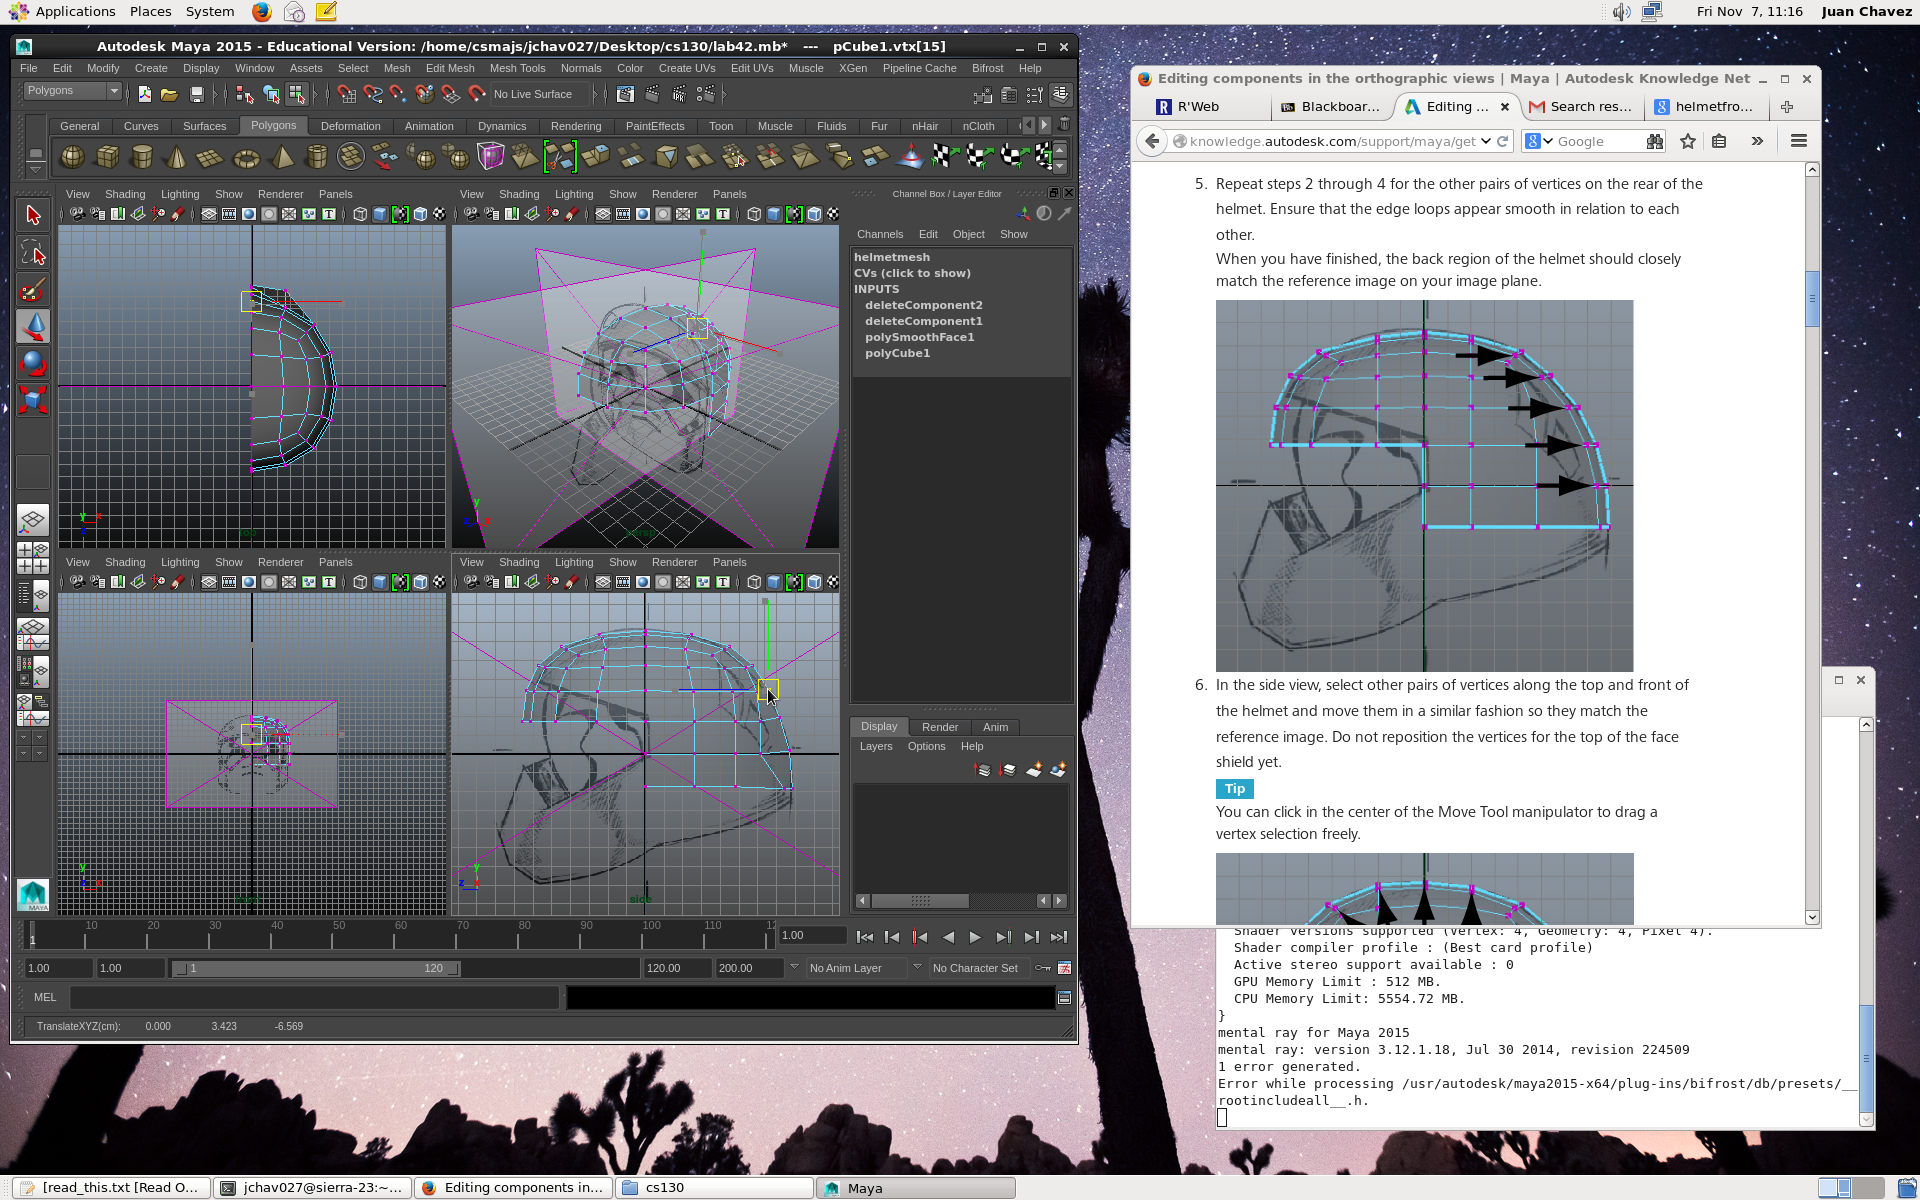 Applications Places System
Fri Nov 7, 11:16 Juan Chavez
Autodesk Maya 2015 - Educational Version: /home/csmajs/jchav027/Desktop/cs130/lab42.mb* --- pCube1.vtx[15]
File Edit Modify Create Display Window Assets Select Mesh Edit Mesh Mesh Tools Normals Color Create UVs Edit UVs Muscle XGen Pipeline Cache Bifrost Help
Polygons
No Live Surface
General Curves Surfaces Polygons Deformation Animation Dynamics Rendering PaintEffects Toon Muscle Fluids Fur nHair nCloth
View Shading Lighting Show Renderer Panels
View Shading Lighting Show Renderer Panels
Channel Box / Layer Editor
Channels Edit Object Show
helmetmesh
CVs (click to show)
INPUTS
deleteComponent2
deleteComponent1
polySmoothFace1
polyCube1
y x
top
y
z x
persp
View Shading Lighting Show Renderer Panels
View Shading Lighting Show Renderer Panels
y
z x
front
y
z x
side
Display Render Anim
Layers Options Help
MAYA
10 20 30 40 50 60 70 80 90 100 110 12
1
1.00
1.00 1.00 1 120 120.00 200.00 No Anim Layer No Character Set
MEL
TranslateXYZ(cm): 0.000 3.423 -6.569
Editing components in the orthographic views | Maya | Autodesk Knowledge Net
R'Web Blackboar... Editing ... Search res... helmetfro...
knowledge.autodesk.com/support/maya/get
Google
5. Repeat steps 2 through 4 for the other pairs of vertices on the rear of the
helmet. Ensure that the edge loops appear smooth in relation to each
other.
When you have finished, the back region of the helmet should closely
match the reference image on your image plane.
6. In the side view, select other pairs of vertices along the top and front of
the helmet and move them in a similar fashion so they match the
reference image. Do not reposition the vertices for the top of the face
shield yet.
Tip
You can click in the center of the Move Tool manipulator to drag a
vertex selection freely.
Shader versions supported (Vertex: 4, Geometry: 4, Pixel 4).
Shader compiler profile : (Best card profile)
Active stereo support available : 0
GPU Memory Limit : 512 MB.
CPU Memory Limit: 5554.72 MB.
}
mental ray for Maya 2015
mental ray: version 3.12.1.18, Jul 30 2014, revision 224509
1 error generated.
Error while processing /usr/autodesk/maya2015-x64/plug-ins/bifrost/db/presets/__
rootincludeall__.h.
[read_this.txt [Read O... jchav027@sierra-23:~... Editing components in... cs130 Maya